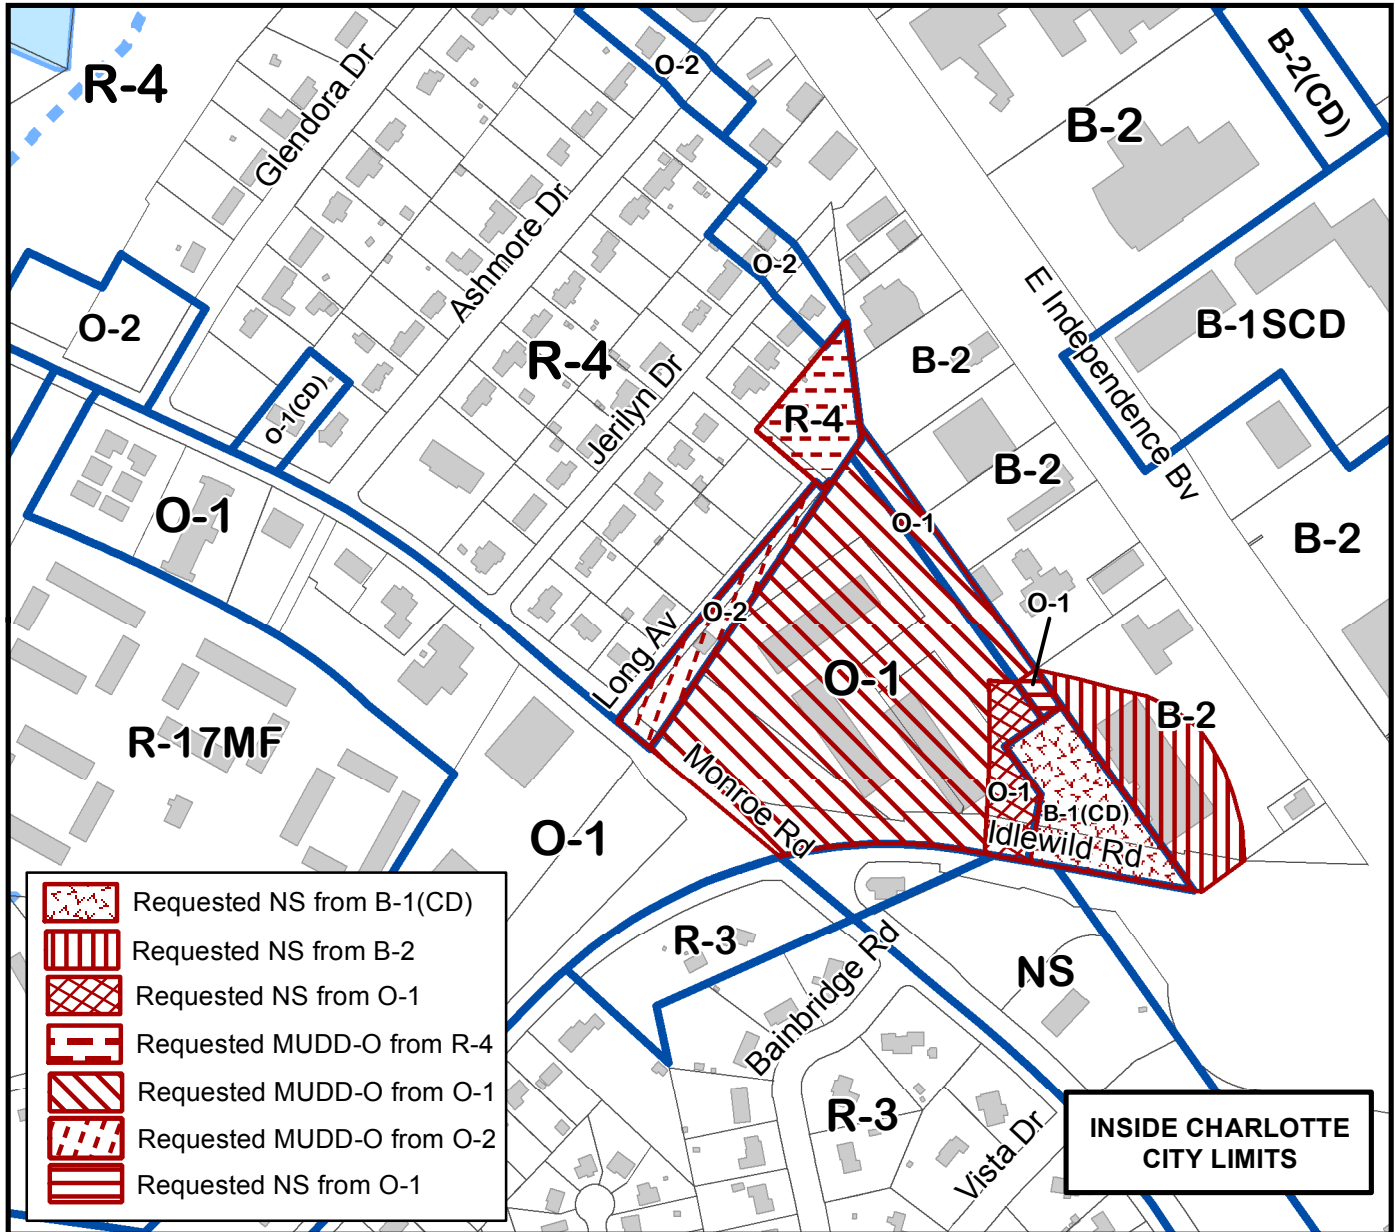 R-4
Glendora Dr
O-2
B-2
B-2(CD)
Ashmore Dr
O-2
E Independence Bv
B-1SCD
O-2
R-4
B-2
O-1(CD)
Jerilyn Dr
R-4
B-2
O-1
O-1
B-2
O-2
O-1
Long Av
O-1
B-2
R-17MF
Monroe Rd
O-1
B-1(CD)
O-1
Idlewild Rd
R-3
NS
Bainbridge Rd
R-3
Vista Dr
Requested NS from B-1(CD)
Requested NS from B-2
Requested NS from O-1
Requested MUDD-O from R-4
Requested MUDD-O from O-1
Requested MUDD-O from O-2
Requested NS from O-1
INSIDE CHARLOTTE
CITY LIMITS